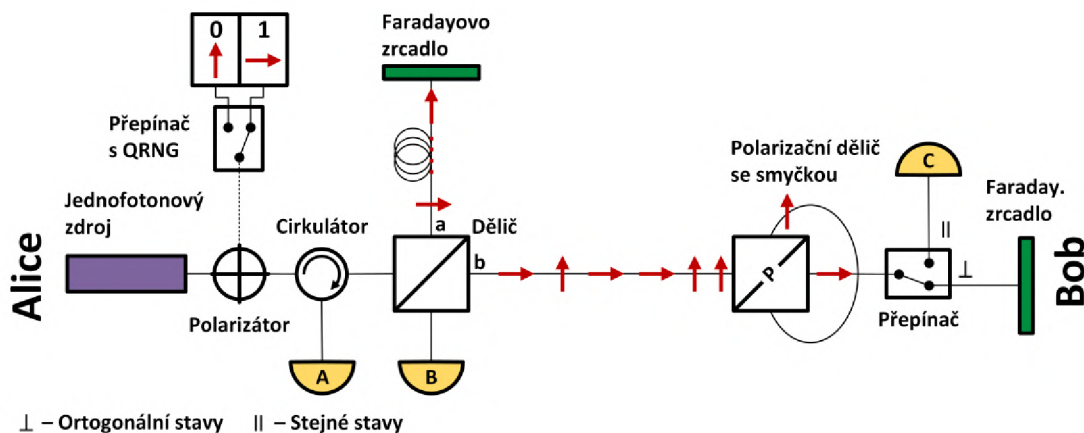 0 1
Faradayovo
zrcadlo
Přepínač
s QRNG
Polarizační dělič
se smyčkou
C
Faraday.
zrcadlo
Jednofotonový
zdroj
Cirkulátor
a
Dělič
b
||
⊥
P
Alice
Bob
Polarizátor
Přepínač
A
B
⊥ – Ortogonální stavy || – Stejné stavy